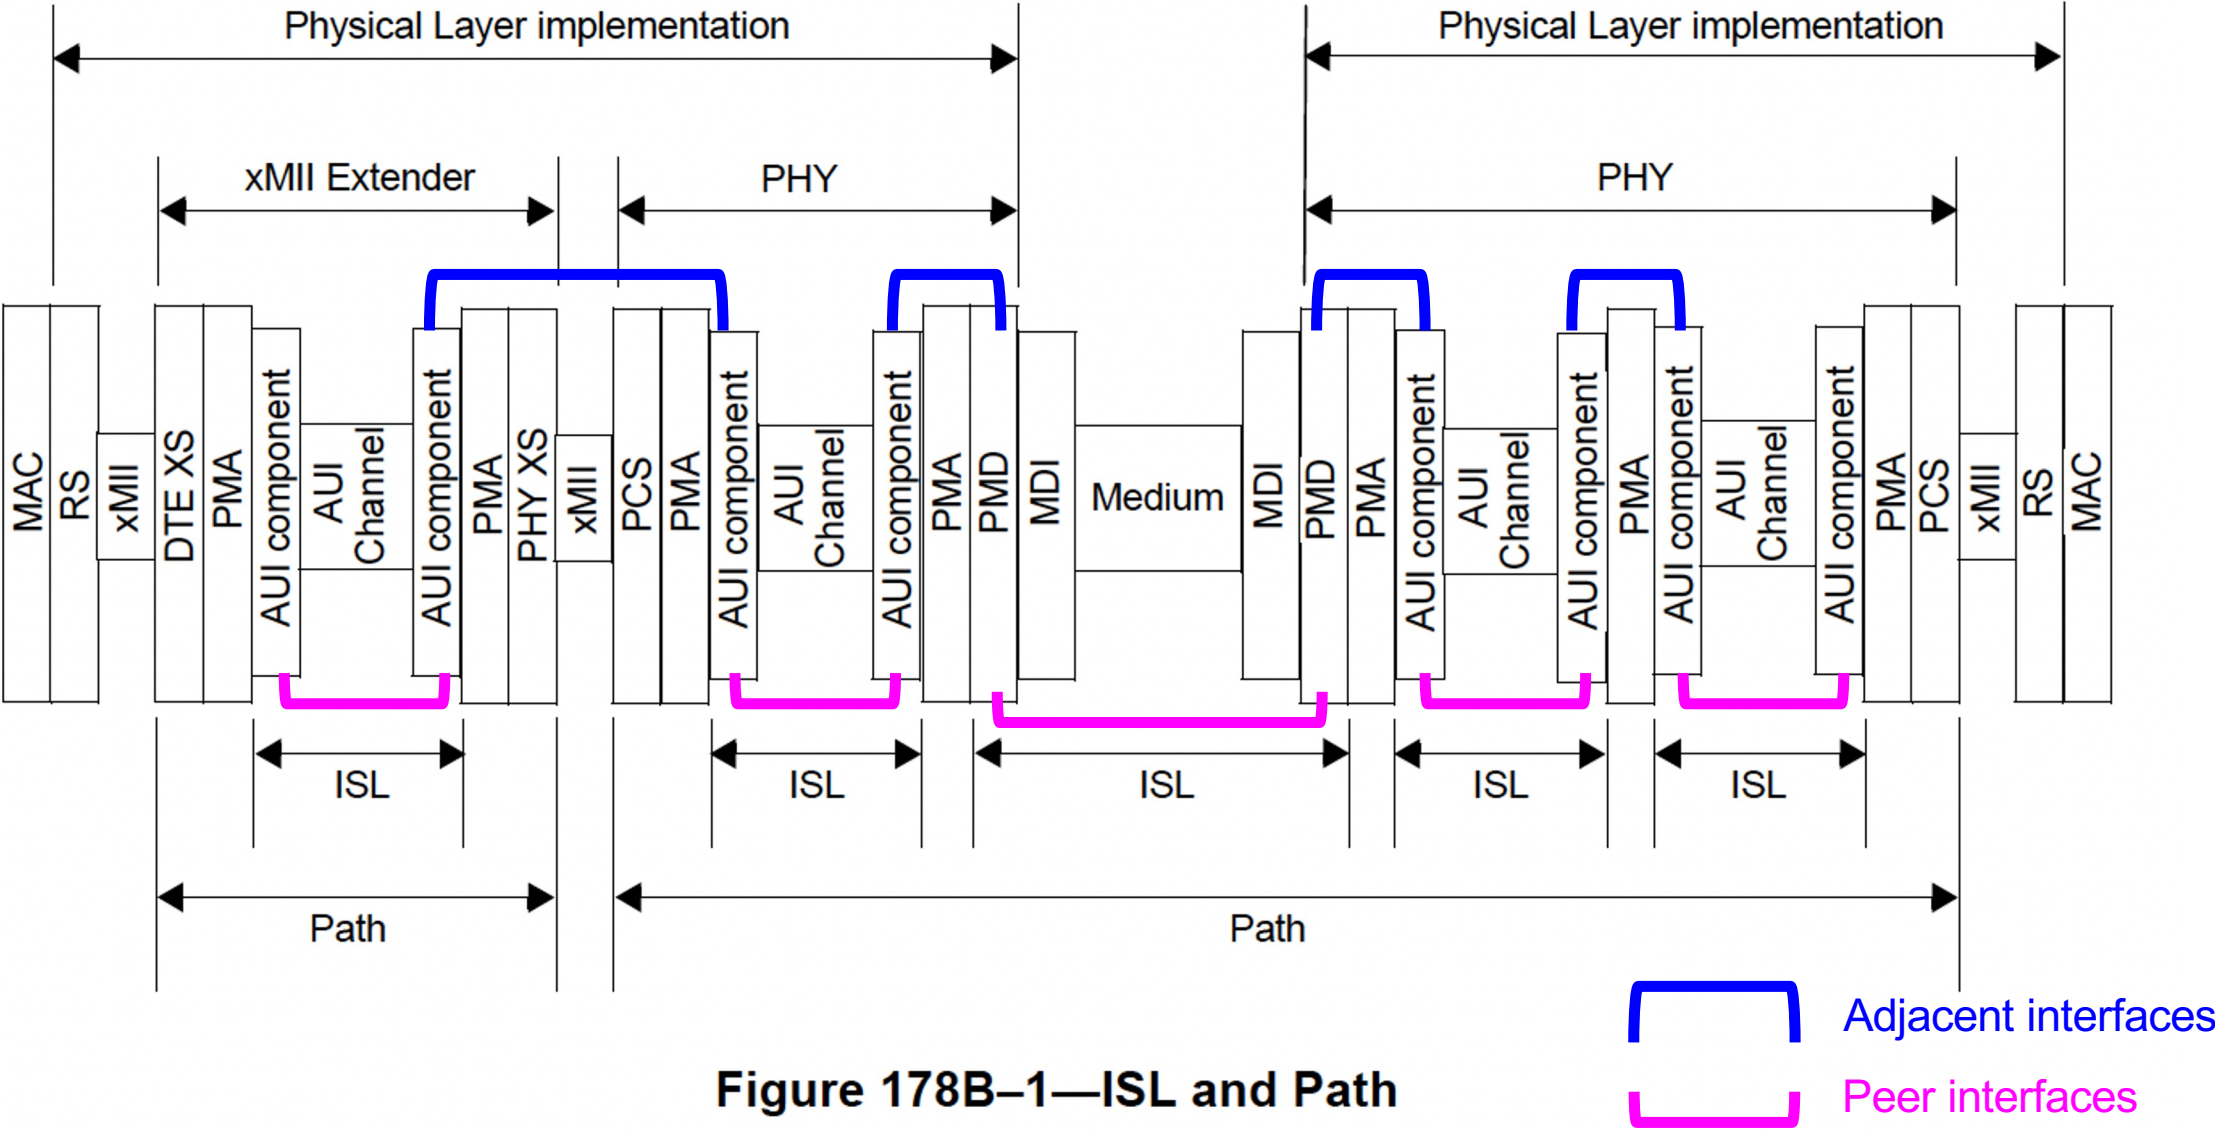 Physical Layer implementation
Physical Layer implementation
xMII Extender
PHY
PHY
MAC
RS
xMII
DTE XS
PMA
AUI component
AUI
Channel
AUI component
PMA
PHY XS
xMII
PCS
PMA
AUI component
AUI
Channel
AUI component
PMA
PMD
MDI
Medium
MDI
PMD
PMA
AUI component
AUI
Channel
AUI component
PMA
AUI component
AUI
Channel
AUI component
PMA
PCS
xMII
RS
MAC
ISL
ISL
ISL
ISL
ISL
Path
Path
Adjacent interfaces
Peer interfaces
Figure 178B–1—ISL and Path